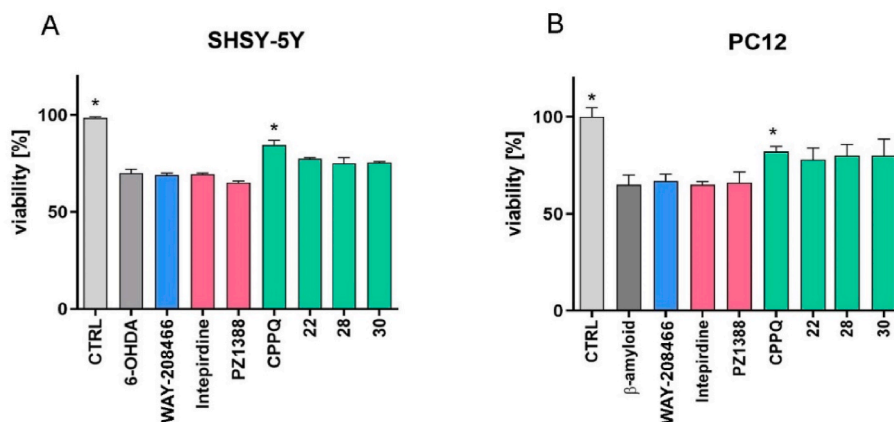 A
SHSY-5Y
viability [%]
100
50
0
*
*
CTRL
6-OHDA
WAY-208466
Intepirdine
PZ1388
CPPQ
22
28
30
B
PC12
viability [%]
100
50
0
*
*
CTRL
β-amyloid
WAY-208466
Intepirdine
PZ1388
CPPQ
22
28
30